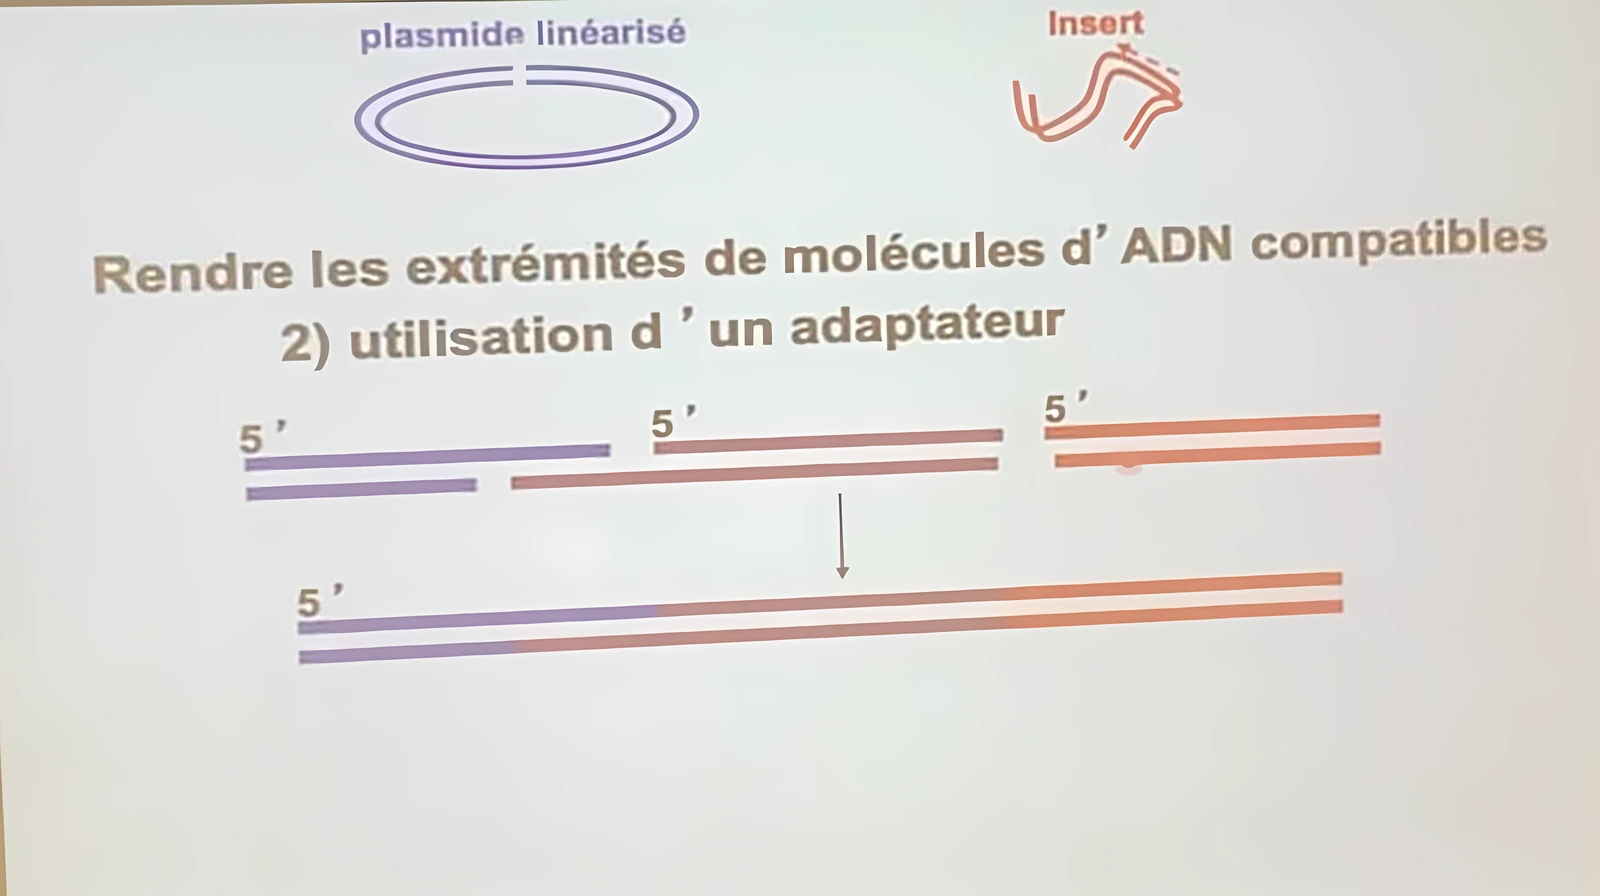 plasmide linéarisé
Insert
Rendre les extrémités de molécules d’ ADN compatibles
2) utilisation d ’ un adaptateur
5 ’
5 ’
5 ’
5 ’